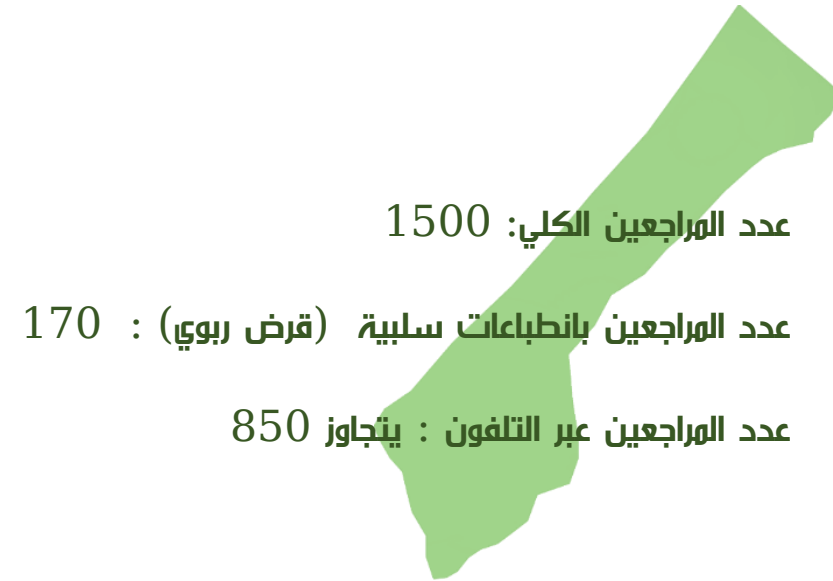 عدد المراجعين الكلي: 1500
عدد المراجعين بانطباعات سلبية (قرض ربوي) : 170
عدد المراجعين عبر التلفون : يتجاوز 850